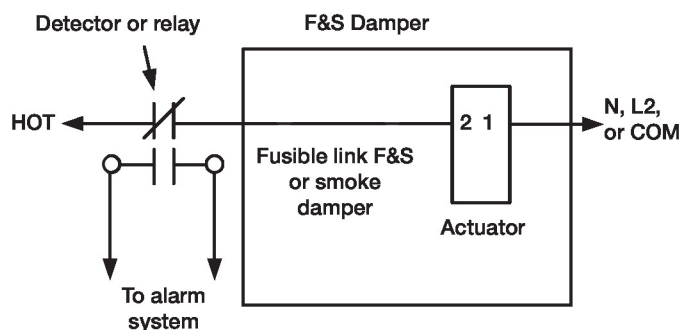 Detector or relay
F&S Damper
HOT
2 1
N, L2,
or COM
Fusible link F&S
or smoke
damper
Actuator
To alarm
system